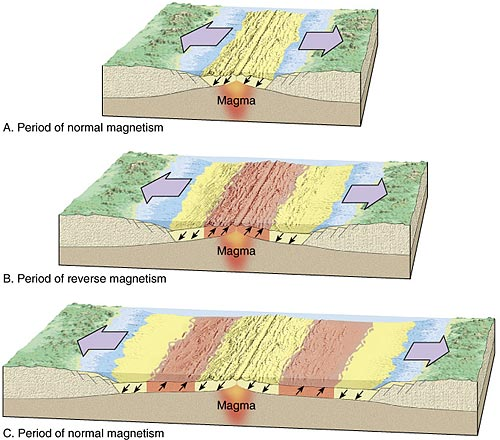 Magma
A. Period of normal magnetism
Magma
B. Period of reverse magnetism
Magma
C. Period of normal magnetism